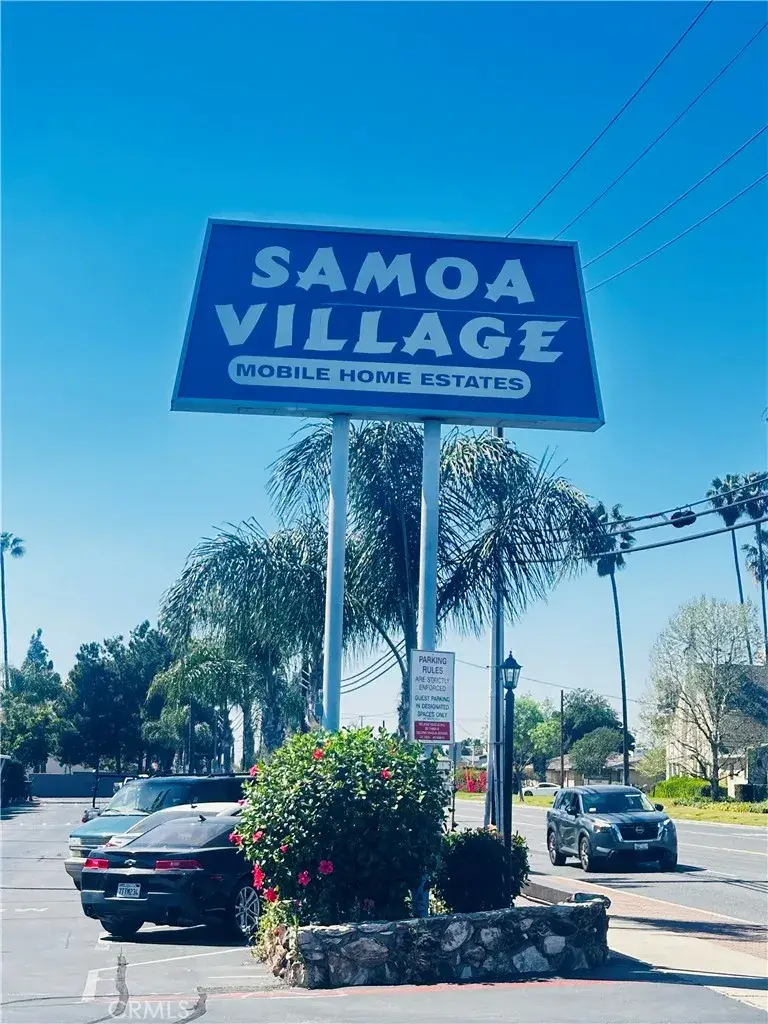 SAMOA
VILLAGE
MOBILE HOME ESTATES
PARKING
RULES
ARE STRICTLY
ENFORCED
GUEST PARKING
IN DESIGNATED
SPACES ONLY
CRMLS